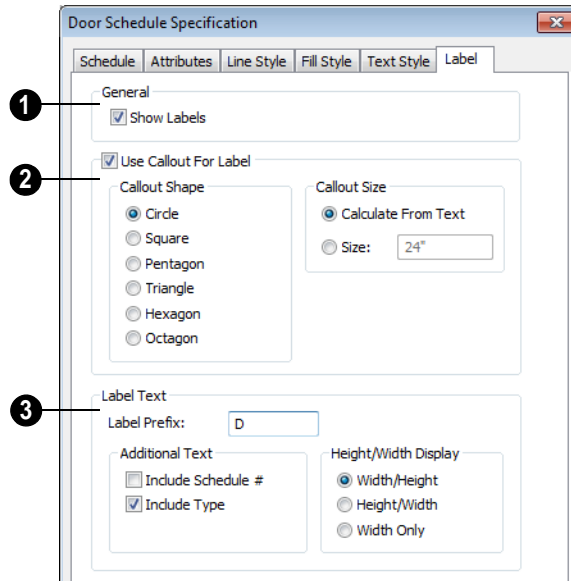 Door Schedule Specification
Schedule Attributes Line Style Fill Style Text Style Label
1
General
Show Labels
2
Use Callout For Label
Callout Shape
Circle
Square
Pentagon
Triangle
Hexagon
Octagon
Callout Size
Calculate From Text
Size: 24"
3
Label Text
Label Prefix: D
Additional Text
Include Schedule #
Include Type
Height/Width Display
Width/Height
Height/Width
Width Only